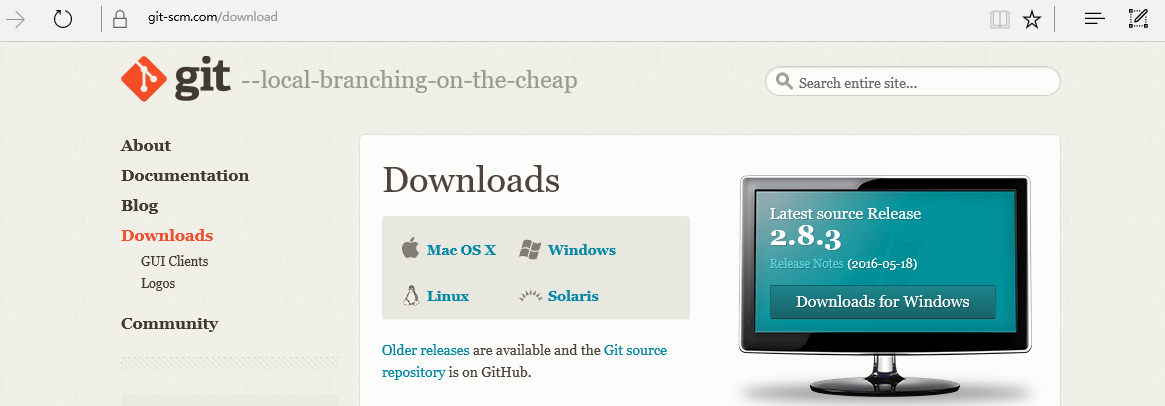 git-scm.com/download
git --local-branching-on-the-cheap
Search entire site...
About
Documentation
Blog
Downloads
GUI Clients
Logos
Community
Downloads
Mac OS X
Windows
Linux
Solaris
Older releases are available and the Git source
repository is on GitHub.
Latest source Release
2.8.3
Release Notes (2016-05-18)
Downloads for Windows